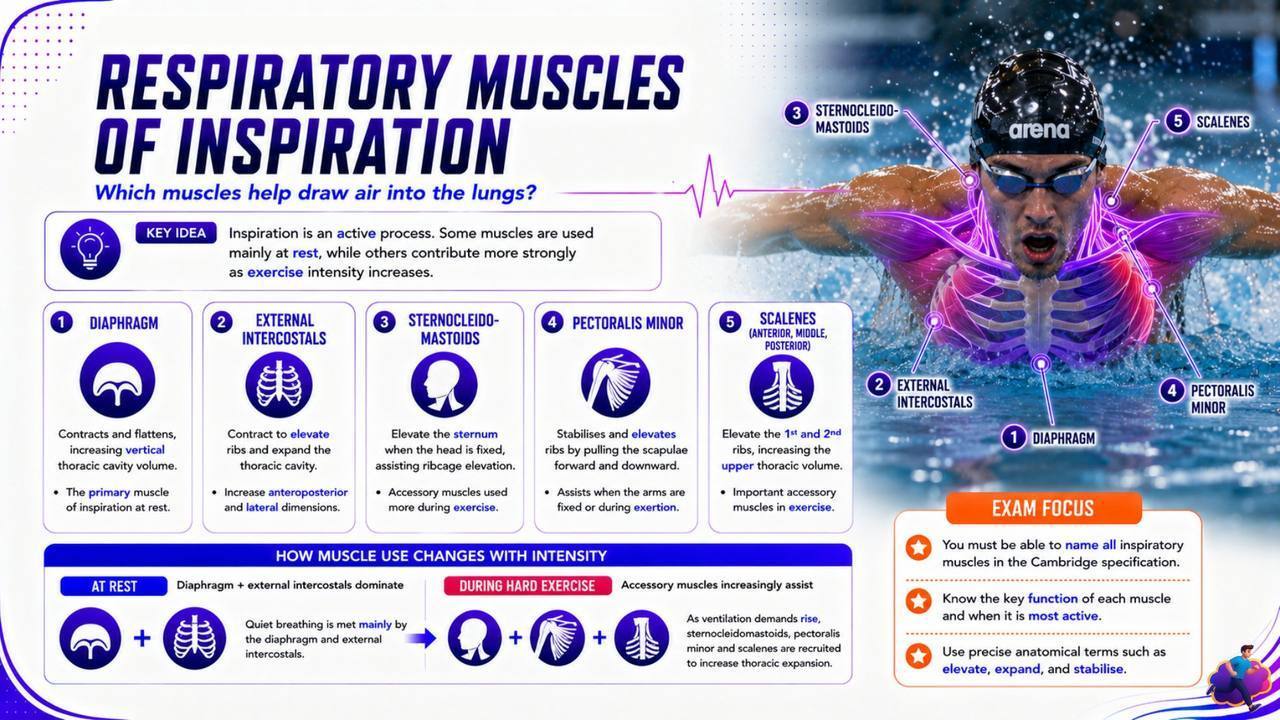 RESPIRATORY MUSCLES
OF INSPIRATION
Which muscles help draw air into the lungs?
KEY IDEA
Inspiration is an active process. Some muscles are used
mainly at rest, while others contribute more strongly
as exercise intensity increases.
1 DIAPHRAGM
Contracts and flattens,
increasing vertical
thoracic cavity volume.
• The primary muscle
of inspiration at rest.
2 EXTERNAL
INTERCOSTALS
Contract to elevate
ribs and expand the
thoracic cavity.
• Increase anteroposterior
and lateral dimensions.
3 STERNOCLEIDO-
MASTOIDS
Elevate the sternum
when the head is fixed,
assisting ribcage elevation.
• Accessory muscles used
more during exercise.
4 PECTORALIS MINOR
Stabilises and elevates
ribs by pulling the scapulae
forward and downward.
• Assists when the arms are
fixed or during exertion.
5 SCALENES
(ANTERIOR, MIDDLE,
POSTERIOR)
Elevate the 1st and 2nd
ribs, increasing the
upper thoracic volume.
• Important accessory
muscles in exercise.
HOW MUSCLE USE CHANGES WITH INTENSITY
AT REST
Diaphragm + external intercostals dominate
+
Quiet breathing is met mainly by
the diaphragm and external
intercostals.
DURING HARD EXERCISE
Accessory muscles increasingly assist
+ +
As ventilation demands rise,
sternocleidomastoids, pectoralis
minor and scalenes are recruited
to increase thoracic expansion.
3 STERNOCLEIDO-
MASTOIDS
arena
5 SCALENES
2 EXTERNAL
INTERCOSTALS
4 PECTORALIS
MINOR
1 DIAPHRAGM
EXAM FOCUS
You must be able to name all inspiratory
muscles in the Cambridge specification.
Know the key function of each muscle
and when it is most active.
Use precise anatomical terms such as
elevate, expand, and stabilise.